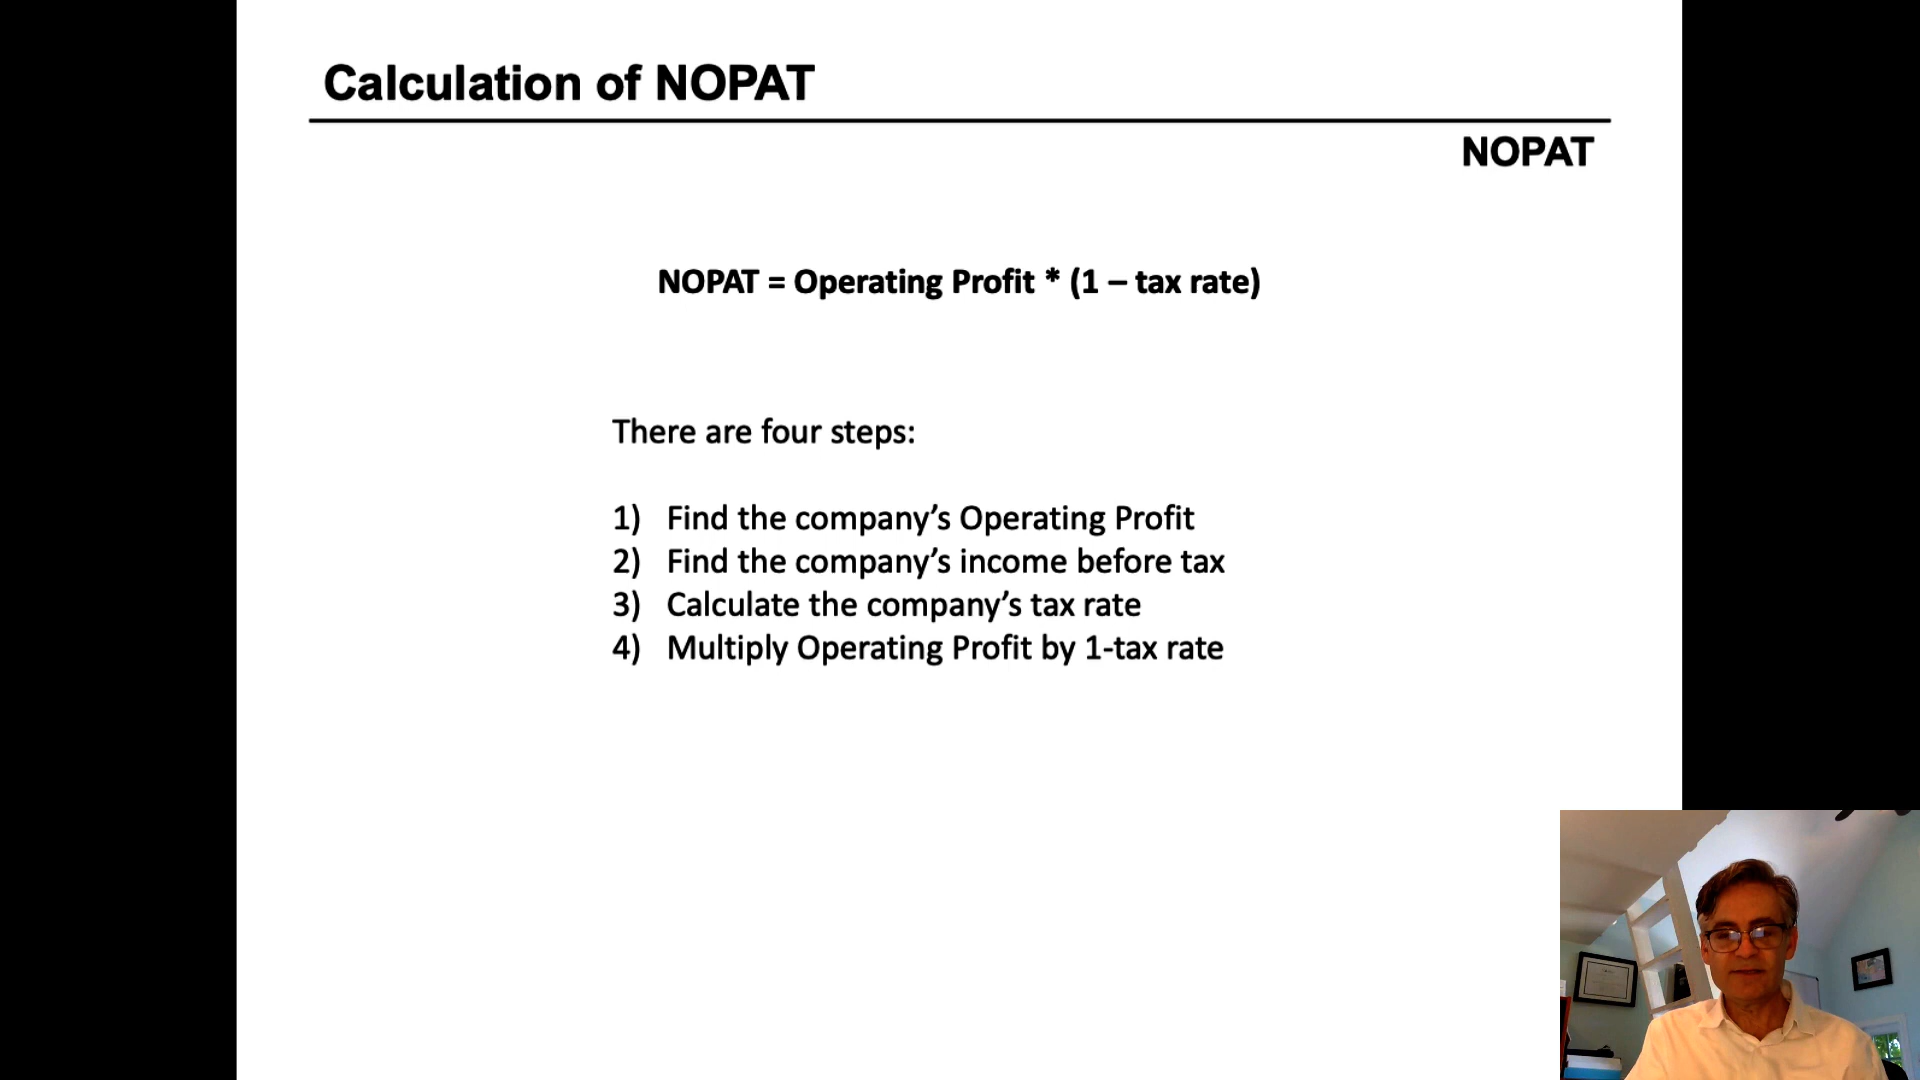 Calculation of NOPAT
NOPAT
NOPAT = Operating Profit * (1 – tax rate)
There are four steps:
1) Find the company’s Operating Profit
2) Find the company’s income before tax
3) Calculate the company’s tax rate
4) Multiply Operating Profit by 1-tax rate